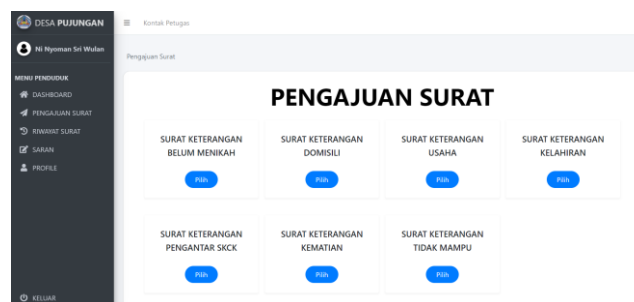 DESA PUJUNGAN
Kontak Petugas
Ni Nyoman Sri Wulan
Pengajuan Surat
MENU PENDUDUK
DASHBOARD
PENGAJUAN SURAT
RIWAYAT SURAT
SARAN
PROFILE
KELUAR
PENGAJUAN SURAT
SURAT KETERANGAN
BELUM MENIKAH
Pilih
SURAT KETERANGAN
DOMISILI
Pilih
SURAT KETERANGAN
USAHA
Pilih
SURAT KETERANGAN
KELAHIRAN
Pilih
SURAT KETERANGAN
PENGANTAR SKCK
Pilih
SURAT KETERANGAN
KEMATIAN
Pilih
SURAT KETERANGAN
TIDAK MAMPU
Pilih